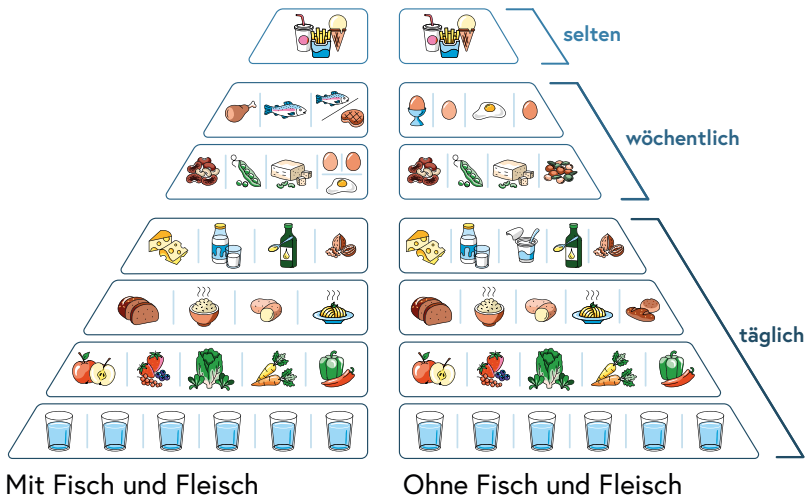 selten
wöchentlich
täglich
Mit Fisch und Fleisch
Ohne Fisch und Fleisch